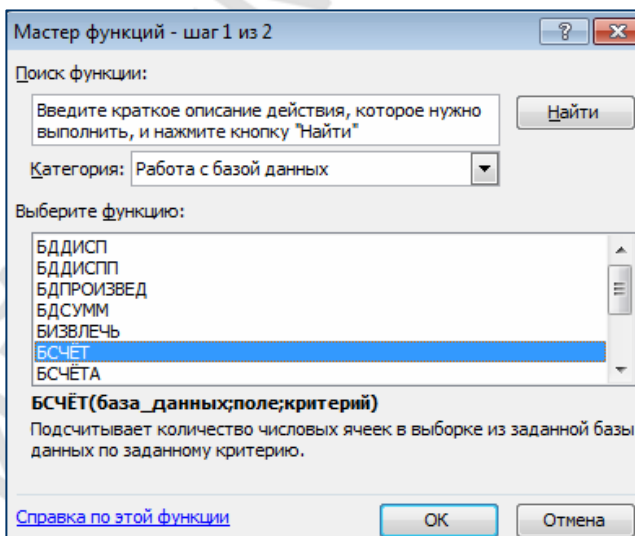 Мастер функций - шаг 1 из 2
Поиск функции:
Введите краткое описание действия, которое нужно
выполнить, и нажмите кнопку "Найти"
Найти
Категория: Работа с базой данных
Выберите функцию:
БДДИСП
БДДИСПП
БДПРОИЗВЕД
БДСУММ
БИЗВЛЕЧЬ
БСЧЁТ
БСЧЁТА
БСЧЁТ(база_данных;поле;критерий)
Подсчитывает количество числовых ячеек в выборке из заданной базы
данных по заданному критерию.
Справка по этой функции
ОК
Отмена